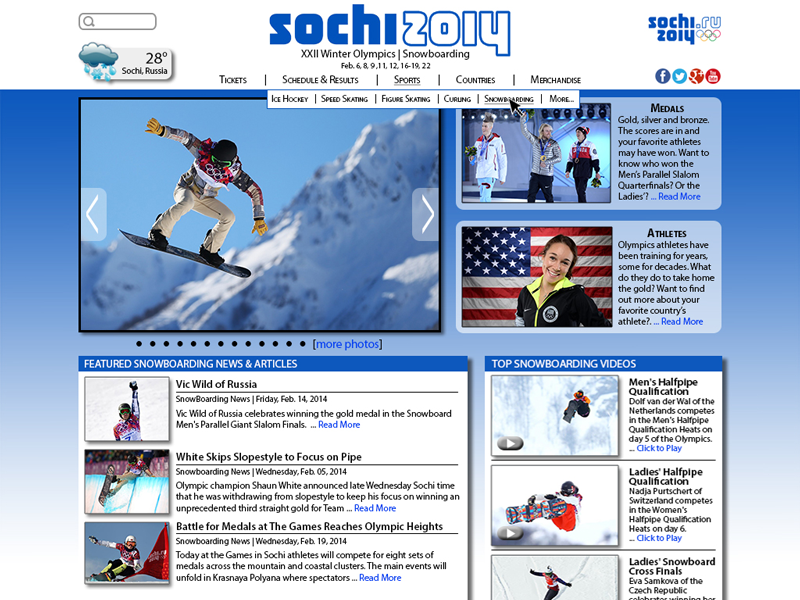 sochi2014
sochi.ru
2014
XXII Winter Olympics | Snowboarding
Feb. 6, 8, 9 ,11, 12, 16-19, 22
28°
Sochi, Russia
Tickets | Schedule & Results | Sports | Countries | Merchandise
Ice Hockey | Speed Skating | Figure Skating | Curling | Snowboarding | More...
Medals
Gold, silver and bronze.
The scores are in and
your favorite athletes
may have won. Want to
know who won the
Men's Parallel Slalom
Quarterfinals? Or the
Ladies'? ... Read More
Athletes
Olympics athletes have
been training for years,
some for decades. What
do they do to take home
the gold? Want to find
out more about your
favorite country's
athlete?. ... Read More
[more photos]
FEATURED SNOWBOARDING NEWS & ARTICLES
Vic Wild of Russia
SnowBoarding News | Friday, Feb. 14, 2014
Vic Wild of Russia celebrates winning the gold medal in the Snowboard
Men's Parallel Giant Slalom Finals. ... Read More
White Skips Slopestyle to Focus on Pipe
Snowboarding News | Wednesday, Feb. 05, 2014
Olympic champion Shaun White announced late Wednesday Sochi time
that he was withdrawing from slopestyle to keep his focus on winning an
unprecedented third straight gold for Team ... Read More
Battle for Medals at The Games Reaches Olympic Heights
Snowboarding News | Wednesday, Feb. 19, 2014
Today at the Games in Sochi athletes will compete for eight sets of
medals across the mountain and coastal clusters. The main events will
unfold in Krasnaya Polyana where spectators ... Read More
TOP SNOWBOARDING VIDEOS
Men's Halfpipe
Qualification
Dolf van der Wal of the
Netherlands competes
in the Men's Halfpipe
Qualification Heats on
day 5 of the Olympics.
... Click to Play
Ladies' Halfpipe
Qualification
Nadja Purtschert of
Switzerland competes
in the Women's
Halfpipe Qualification
Heats on day 6.
... Click to Play
Ladies' Snowboard
Cross Finals
Eva Samkova of the
Czech Republic
celebrates winning her